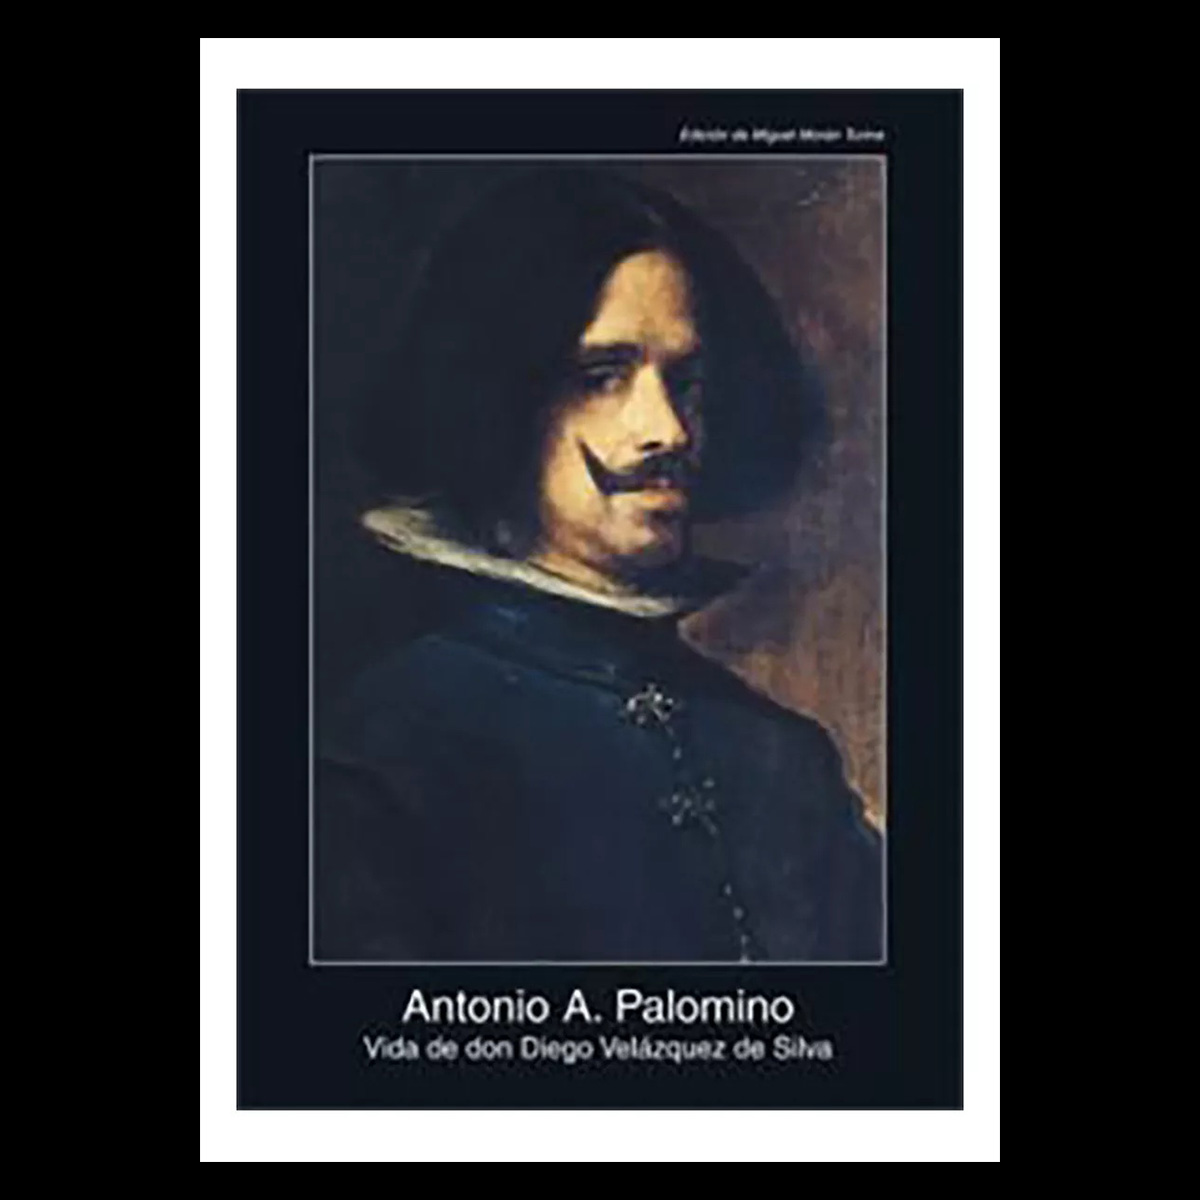 Edición de Miguel Morán Turina
Antonio A. Palomino
Vida de don Diego Velázquez de Silva